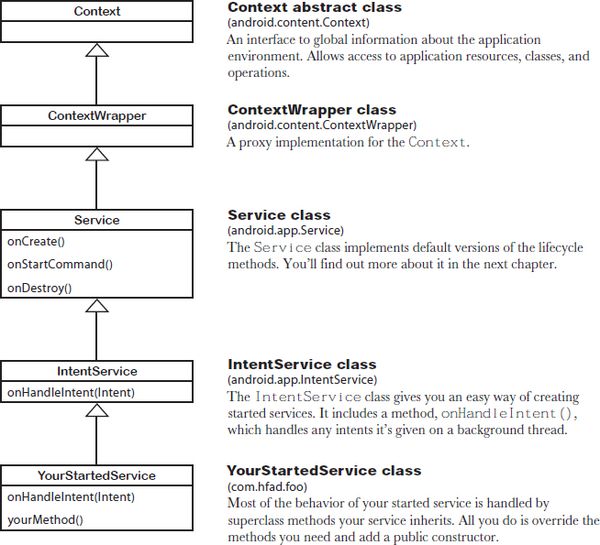 Context
Context abstract class
(android.content.Context)
An interface to global information about the application
environment. Allows access to application resources, classes, and
operations.
ContextWrapper
ContextWrapper class
(android.content.ContextWrapper)
A proxy implementation for the Context.
Service
onCreate()
onStartCommand()
onDestroy()
Service class
(android.app.Service)
The Service class implements default versions of the lifecycle
methods. You'll find out more about it in the next chapter.
IntentService
onHandleIntent(Intent)
IntentService class
(android.app.IntentService)
The IntentService class gives you an easy way of creating
started services. It includes a method, onHandleIntent(),
which handles any intents it's given on a background thread.
YourStartedService
onHandleIntent(Intent)
yourMethod()
YourStartedService class
(com.hfad.foo)
Most of the behavior of your started service is handled by
superclass methods your service inherits. All you do is override the
methods you need and add a public constructor.